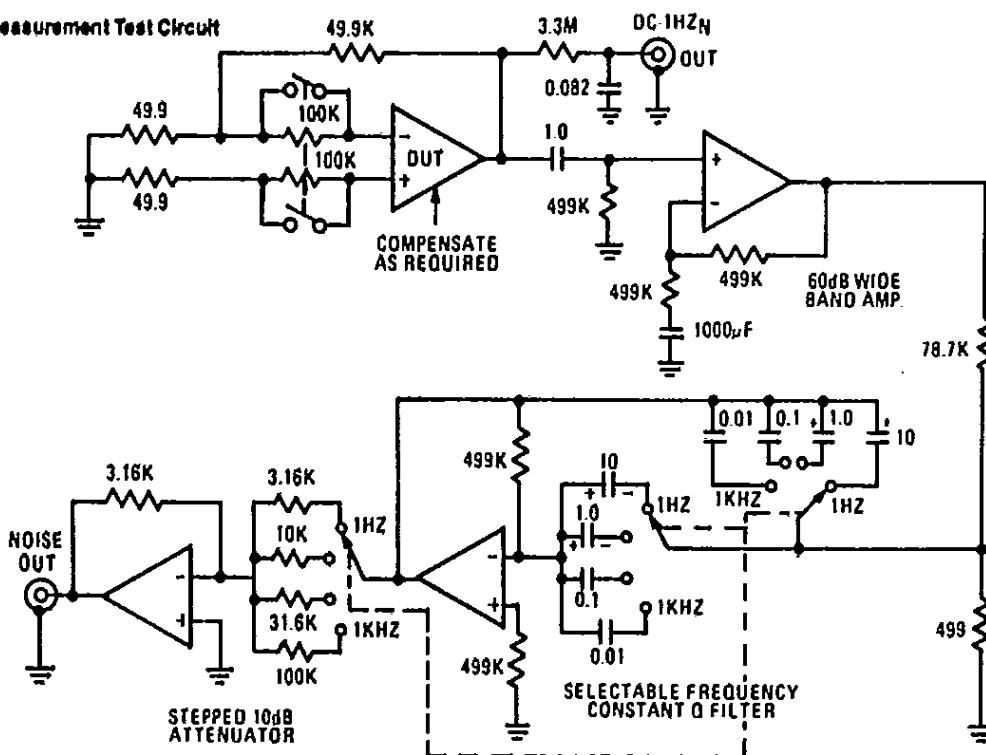 easurement Test Circuit
49.9K
3.3M
DC-1HZN
OUT
0.082
49.9
100K
100K
DUT
-
+
49.9
1.0
499K
+
-
COMPENSATE
AS REQUIRED
499K
499K
1000µF
60dB WIDE
BAND AMP.
78.7K
0.01
0.1
+
1.0
+
10
1KHZ
1HZ
499K
3.16K
3.16K
1HZ
10K
31.6K
1KHZ
100K
NOISE
OUT
-
+
-
+
10
+ -
1HZ
1.0
+ -
0.1
1KHZ
0.01
499K
499
STEPPED 10dB
ATTENUATOR
SELECTABLE FREQUENCY
CONSTANT Q FILTER